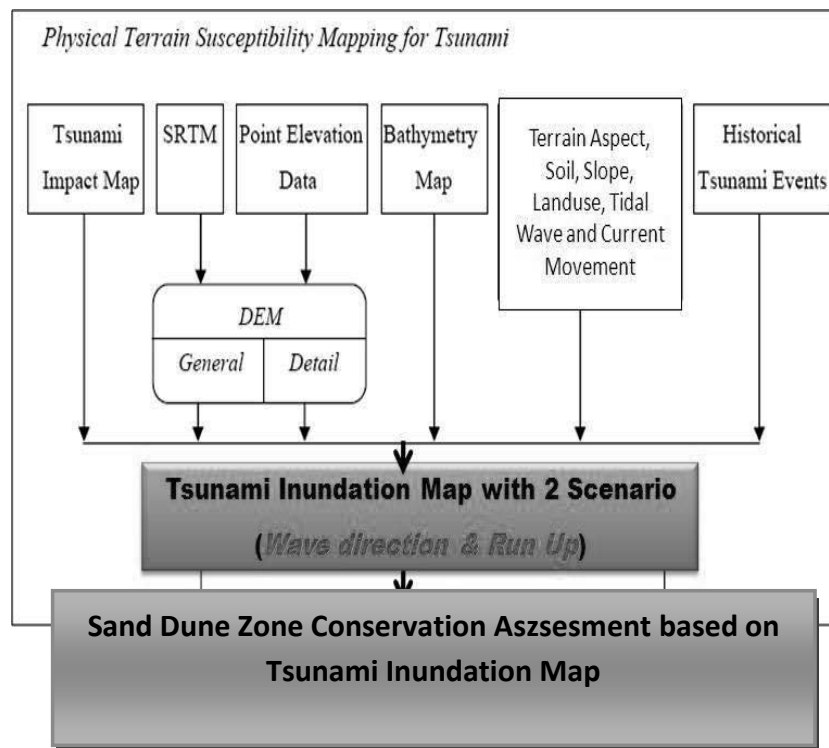 Physical Terrain Susceptibility Mapping for Tsunami
Tsunami
Impact Map
SRTM
Point Elevation
Data
Bathymetry
Map
Terrain Aspect,
Soil, Slope,
Landuse, Tidal
Wave and Current
Movement
Historical
Tsunami Events
DEM
General
Detail
Tsunami Inundation Map with 2 Scenario
(Wave direction & Run Up)
Sand Dune Zone Conservation Aszsesment based on
Tsunami Inundation Map